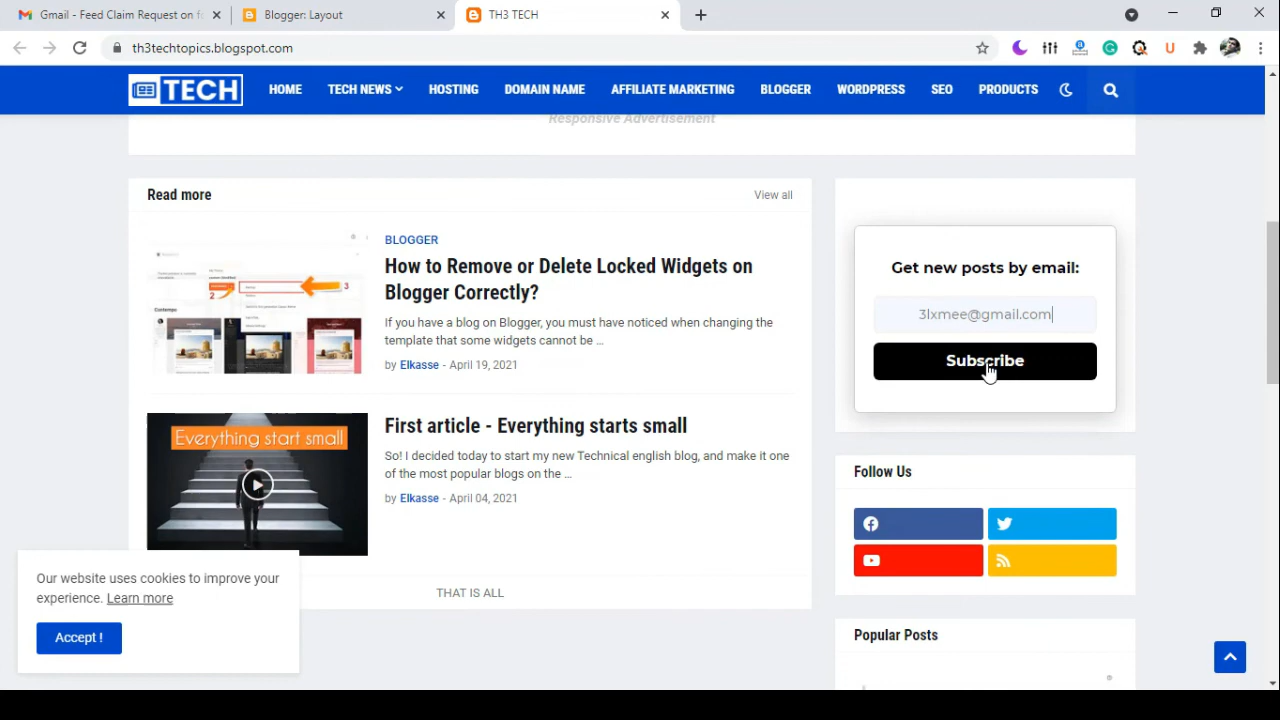 Gmail - Feed Claim Request on f
Blogger: Layout
TH3 TECH
th3techtopics.blogspot.com
TECH
HOME
TECH NEWS
HOSTING
DOMAIN NAME
AFFILIATE MARKETING
BLOGGER
WORDPRESS
SEO
PRODUCTS
Responsive Advertisement
Read more
View all
BLOGGER
How to Remove or Delete Locked Widgets on
Blogger Correctly?
If you have a blog on Blogger, you must have noticed when changing the
template that some widgets cannot be ...
by Elkasse - April 19, 2021
Everything start small
First article - Everything starts small
So! I decided today to start my new Technical english blog, and make it one
of the most popular blogs on the ...
by Elkasse - April 04, 2021
THAT IS ALL
Get new posts by email:
3lxmee@gmail.com
Subscribe
Follow Us
Popular Posts
Our website uses cookies to improve your
experience. Learn more
Accept !